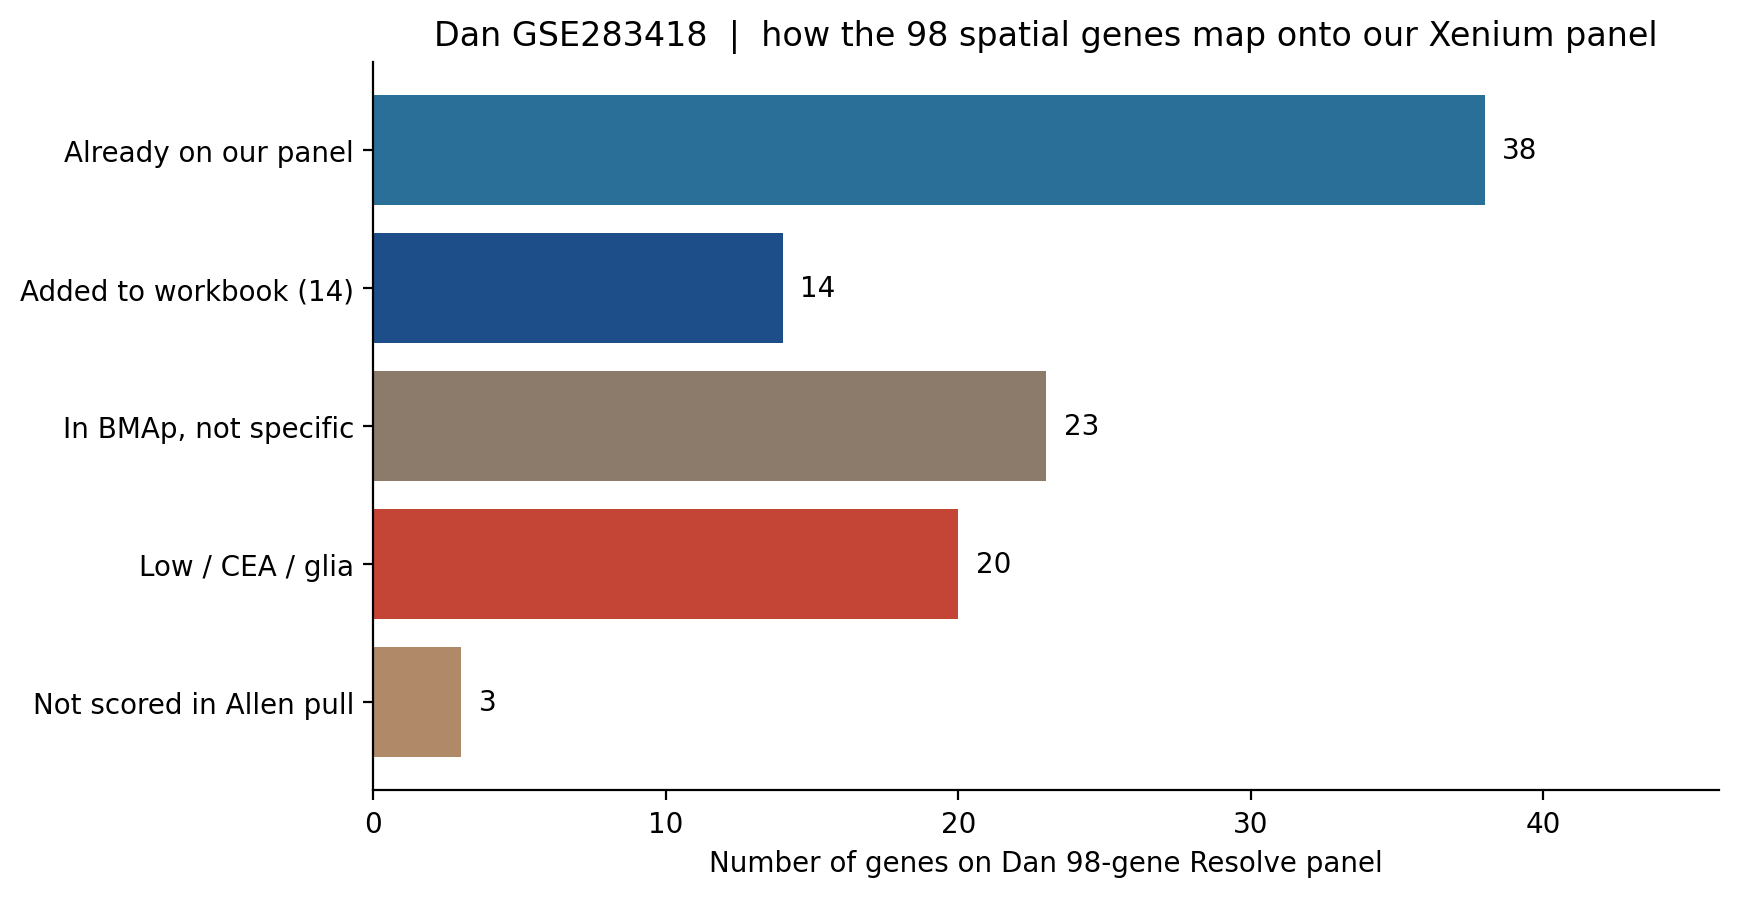 Dan GSE283418 | how the 98 spatial genes map onto our Xenium panel
Already on our panel
38
Added to workbook (14)
14
In BMAp, not specific
23
Low / CEA / glia
20
Not scored in Allen pull
3
0 10 20 30 40
Number of genes on Dan 98-gene Resolve panel